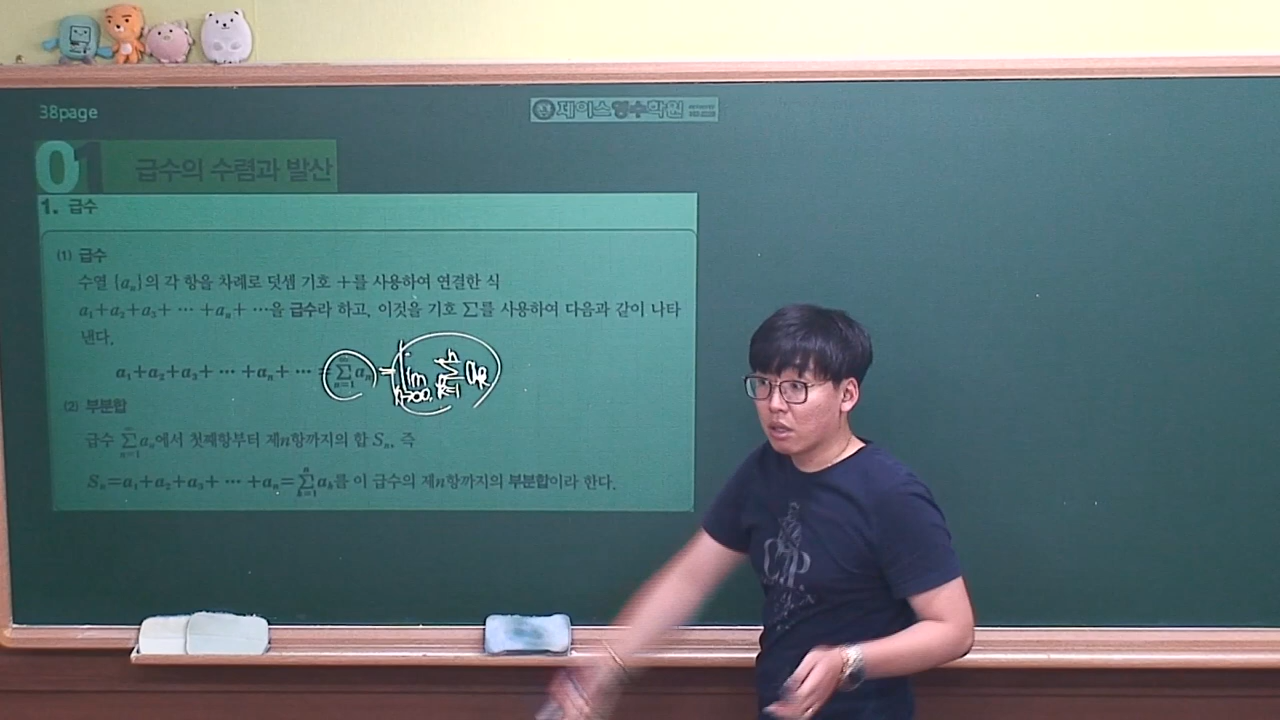 38page
제이스영수학원
01 급수의 수렴과 발산
1. 급수
(1) 급수
수열 {aₙ}의 각 항을 차례로 덧셈 기호 +를 사용하여 연결한 식
a₁+a₂+a₃+ ⋯ +aₙ+ ⋯을 급수라 하고, 이것을 기호 ∑를 사용하여 다음과 같이 나타
낸다.
a₁+a₂+a₃+ ⋯ +aₙ+ ⋯ = ∑_{n=1}^{∞} aₙ = lim_{n→∞} ∑_{k=1}^{n} aₖ
(2) 부분합
급수 ∑_{n=1}^{∞} aₙ에서 첫째항부터 제n항까지의 합 Sₙ, 즉
Sₙ=a₁+a₂+a₃+ ⋯ +aₙ=∑_{k=1}^{n} aₖ를 이 급수의 제n항까지의 부분합이라 한다.
CP